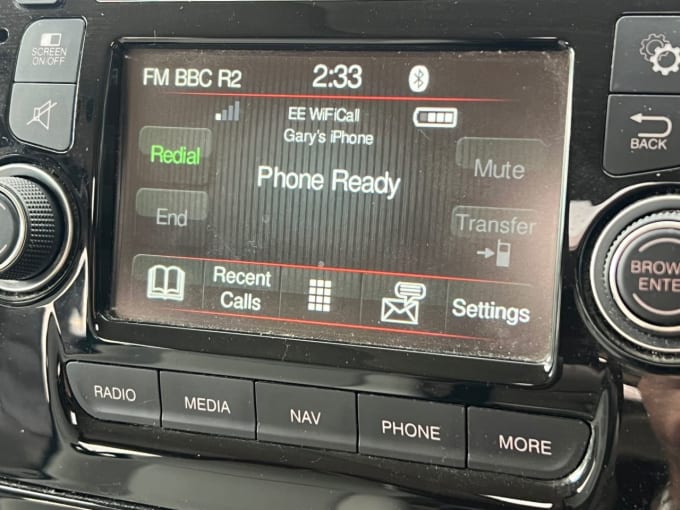 SCREEN
ON/OFF
FM BBC R2
2:33
EE WiFiCall
Gary's iPhone
Redial
Phone Ready
Mute
End
Transfer
Recent
Calls
Settings
BACK
BROW
ENTE
RADIO
MEDIA
NAV
PHONE
MORE